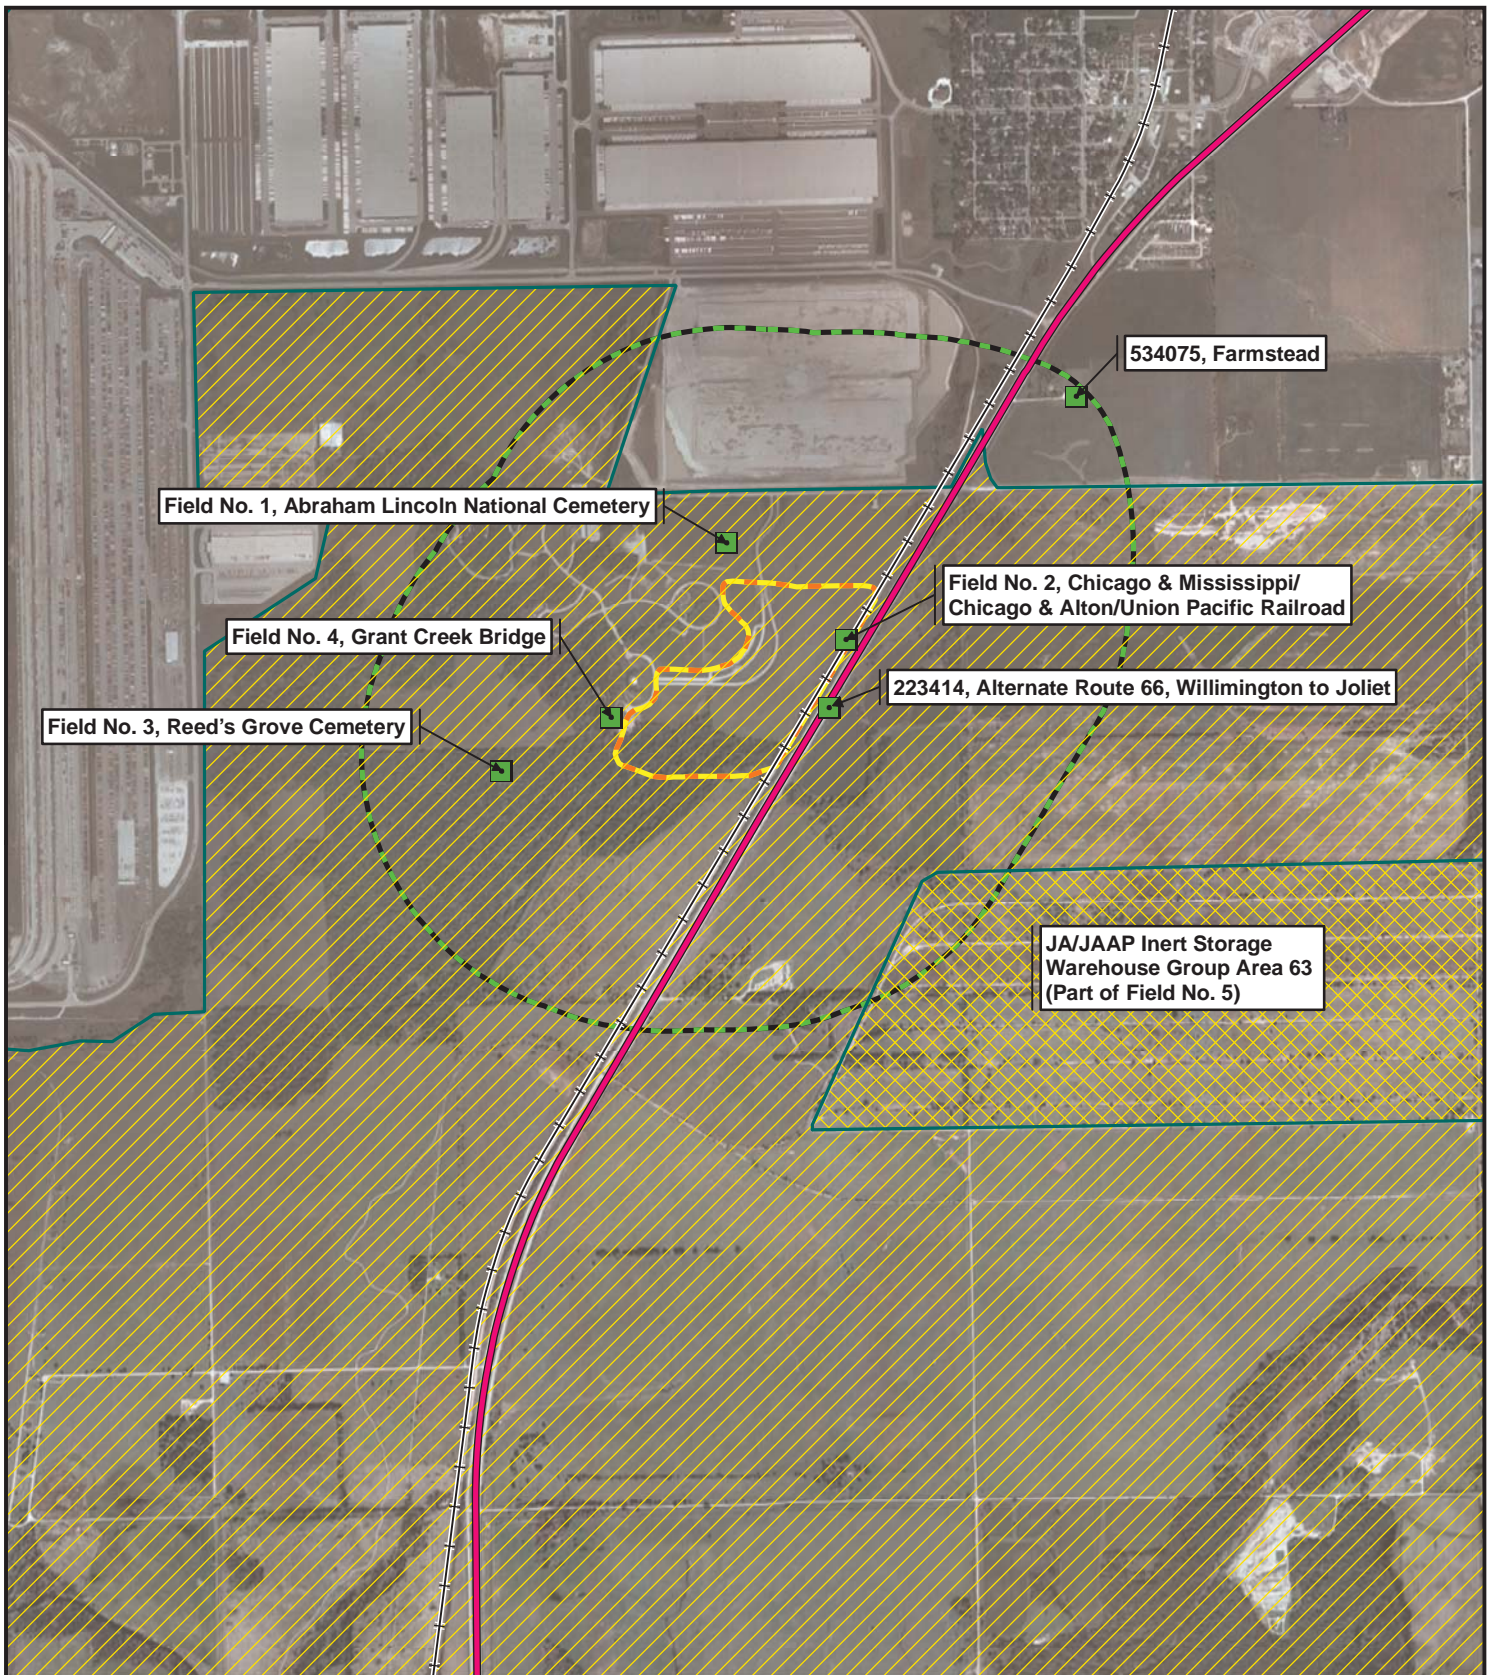 534075, Farmstead
Field No. 1, Abraham Lincoln National Cemetery
Field No. 2, Chicago & Mississippi/
Chicago & Alton/Union Pacific Railroad
Field No. 4, Grant Creek Bridge
223414, Alternate Route 66, Willimington to Joliet
Field No. 3, Reed’s Grove Cemetery
JA/JAAP Inert Storage
Warehouse Group Area 63
(Part of Field No. 5)